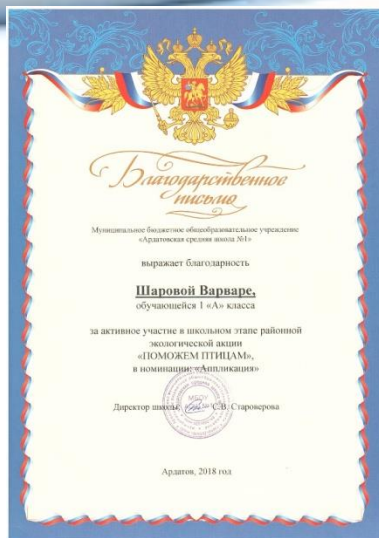 Благодарственное
письмо
Муниципальное бюджетное общеобразовательное учреждение
«Ардатовская средняя школа №1»
выражает благодарность
Шаровой Варваре,
обучающейся 1 «А» класса
за активное участие в школьном этапе районной
экологической акции
«ПОМОЖЕМ ПТИЦАМ»,
в номинации: «Аппликация»
МБОУ
Директор школы: С.В. Староверова
Ардатов, 2018 год